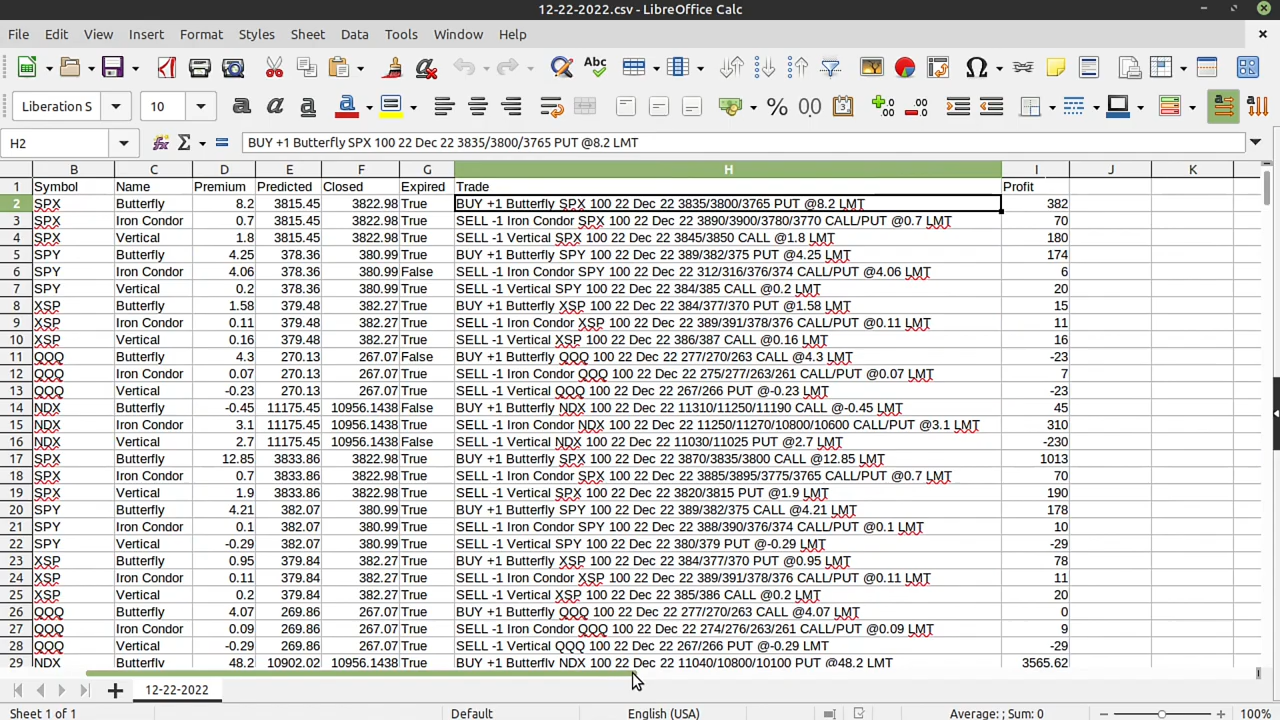 12-22-2022.csv - LibreOffice Calc
File Edit View Insert Format Styles Sheet Data Tools Window Help
Liberation S 10
H2 BUY +1 Butterfly SPX 100 22 Dec 22 3835/3800/3765 PUT @8.2 LMT
B C D E F G H I J K
1 Symbol Name Premium Predicted Closed Expired Trade Profit
2 SPX Butterfly 8.2 3815.45 3822.98 True BUY +1 Butterfly SPX 100 22 Dec 22 3835/3800/3765 PUT @8.2 LMT 382
3 SPX Iron Condor 0.7 3815.45 3822.98 True SELL -1 Iron Condor SPX 100 22 Dec 22 3890/3900/3780/3770 CALL/PUT @0.7 LMT 70
4 SPX Vertical 1.8 3815.45 3822.98 True SELL -1 Vertical SPX 100 22 Dec 22 3845/3850 CALL @1.8 LMT 180
5 SPY Butterfly 4.25 378.36 380.99 True BUY +1 Butterfly SPY 100 22 Dec 22 389/382/375 PUT @4.25 LMT 174
6 SPY Iron Condor 4.06 378.36 380.99 False SELL -1 Iron Condor SPY 100 22 Dec 22 312/316/376/374 CALL/PUT @4.06 LMT 6
7 SPY Vertical 0.2 378.36 380.99 True SELL -1 Vertical SPY 100 22 Dec 22 384/385 CALL @0.2 LMT 20
8 XSP Butterfly 1.58 379.48 382.27 True BUY +1 Butterfly XSP 100 22 Dec 22 384/377/370 PUT @1.58 LMT 15
9 XSP Iron Condor 0.11 379.48 382.27 True SELL -1 Iron Condor XSP 100 22 Dec 22 389/391/378/376 CALL/PUT @0.11 LMT 11
10 XSP Vertical 0.16 379.48 382.27 True SELL -1 Vertical XSP 100 22 Dec 22 386/387 CALL @0.16 LMT 16
11 QQQ Butterfly 4.3 270.13 267.07 False BUY +1 Butterfly QQQ 100 22 Dec 22 277/270/263 CALL @4.3 LMT -23
12 QQQ Iron Condor 0.07 270.13 267.07 True SELL -1 Iron Condor QQQ 100 22 Dec 22 275/277/263/261 CALL/PUT @0.07 LMT 7
13 QQQ Vertical -0.23 270.13 267.07 True SELL -1 Vertical QQQ 100 22 Dec 22 267/266 PUT @-0.23 LMT -23
14 NDX Butterfly -0.45 11175.45 10956.1438 False BUY +1 Butterfly NDX 100 22 Dec 22 11310/11250/11190 CALL @-0.45 LMT 45
15 NDX Iron Condor 3.1 11175.45 10956.1438 True SELL -1 Iron Condor NDX 100 22 Dec 22 11250/11270/10800/10600 CALL/PUT @3.1 LMT 310
16 NDX Vertical 2.7 11175.45 10956.1438 False SELL -1 Vertical NDX 100 22 Dec 22 11030/11025 PUT @2.7 LMT -230
17 SPX Butterfly 12.85 3833.86 3822.98 True BUY +1 Butterfly SPX 100 22 Dec 22 3870/3835/3800 CALL @12.85 LMT 1013
18 SPX Iron Condor 0.7 3833.86 3822.98 True SELL -1 Iron Condor SPX 100 22 Dec 22 3885/3895/3775/3765 CALL/PUT @0.7 LMT 70
19 SPX Vertical 1.9 3833.86 3822.98 True SELL -1 Vertical SPX 100 22 Dec 22 3820/3815 PUT @1.9 LMT 190
20 SPY Butterfly 4.21 382.07 380.99 True BUY +1 Butterfly SPY 100 22 Dec 22 389/382/375 CALL @4.21 LMT 178
21 SPY Iron Condor 0.1 382.07 380.99 True SELL -1 Iron Condor SPY 100 22 Dec 22 388/390/376/374 CALL/PUT @0.1 LMT 10
22 SPY Vertical -0.29 382.07 380.99 True SELL -1 Vertical SPY 100 22 Dec 22 380/379 PUT @-0.29 LMT -29
23 XSP Butterfly 0.95 379.84 382.27 True BUY +1 Butterfly XSP 100 22 Dec 22 384/377/370 PUT @0.95 LMT 78
24 XSP Iron Condor 0.11 379.84 382.27 True SELL -1 Iron Condor XSP 100 22 Dec 22 389/391/378/376 CALL/PUT @0.11 LMT 11
25 XSP Vertical 0.2 379.84 382.27 True SELL -1 Vertical XSP 100 22 Dec 22 385/386 CALL @0.2 LMT 20
26 QQQ Butterfly 4.07 269.86 267.07 True BUY +1 Butterfly QQQ 100 22 Dec 22 277/270/263 CALL @4.07 LMT 0
27 QQQ Iron Condor 0.09 269.86 267.07 True SELL -1 Iron Condor QQQ 100 22 Dec 22 274/276/263/261 CALL/PUT @0.09 LMT 9
28 QQQ Vertical -0.29 269.86 267.07 True SELL -1 Vertical QQQ 100 22 Dec 22 267/266 PUT @-0.29 LMT -29
29 NDX Butterfly 48.2 10902.02 10956.1438 True BUY +1 Butterfly NDX 100 22 Dec 22 11040/10800/10100 PUT @48.2 LMT 3565.62
12-22-2022
Sheet 1 of 1 Default English (USA) Average: ; Sum: 0 100%